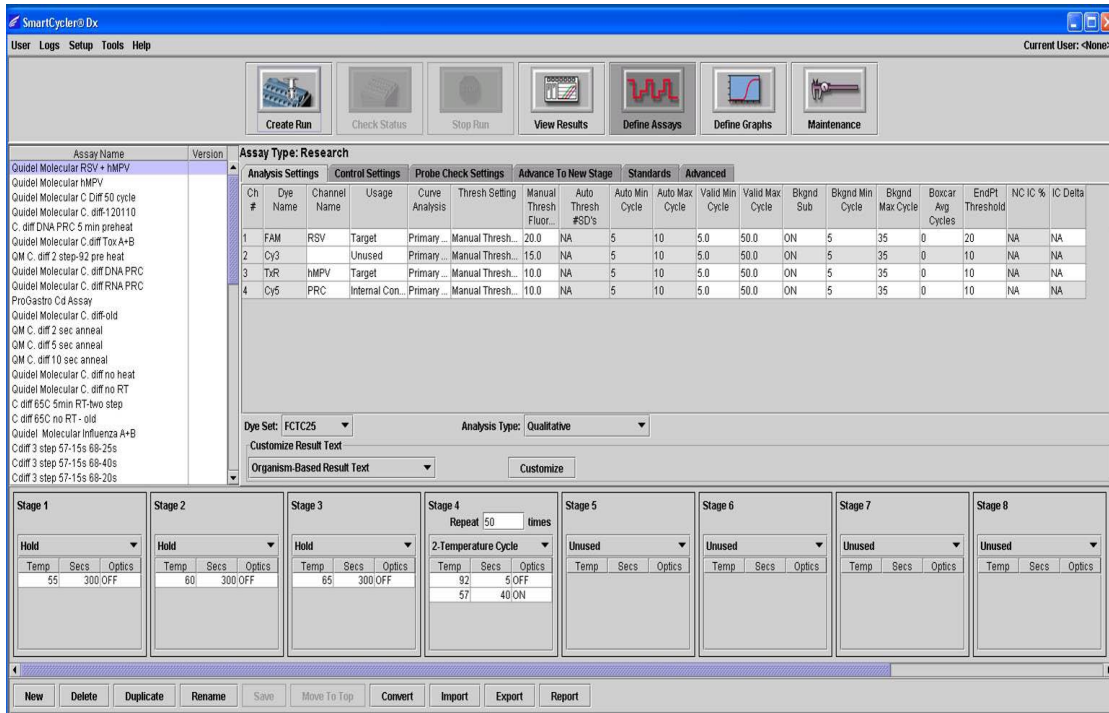 SmartCycler® Dx
User Logs Setup Tools Help
Current User: <None>
Create Run
Check Status
Stop Run
View Results
Define Assays
Define Graphs
Maintenance
Assay Name Version
Quidel Molecular RSV + hMPV
Quidel Molecular hMPV
Quidel Molecular C Diff 50 cycle
Quidel Molecular C. diff-120110
C. diff DNA PRC 5 min preheat
Quidel Molecular C.diff Tox A+B
QM C. diff 2 step-92 pre heat
Quidel Molecular C. diff DNA PRC
Quidel Molecular C. diff RNA PRC
ProGastro Cd Assay
Quidel Molecular C. diff-old
QM C. diff 2 sec anneal
QM C. diff 5 sec anneal
QM C. diff 10 sec anneal
Quidel Molecular C. diff no heat
Quidel Molecular C. diff no RT
C diff 65C 5min RT-two step
C diff 65C no RT - old
Quidel Molecular Influenza A+B
Cdiff 3 step 57-15s 68-25s
Cdiff 3 step 57-15s 68-40s
Cdiff 3 step 57-15s 68-20s
Assay Type: Research
Analysis Settings Control Settings Probe Check Settings Advance To New Stage Standards Advanced
Ch # Dye Name Channel Name Usage Curve Analysis Thresh Setting Manual Thresh Fluor... Auto Thresh #SD's Auto Min Cycle Auto Max Cycle Valid Min Cycle Valid Max Cycle Bkgnd Sub Bkgnd Min Cycle Bkgnd Max Cycle Boxcar Avg Cycles EndPt Threshold NC IC % IC Delta
1 FAM RSV Target Primary ... Manual Thresh... 20.0 NA 5 10 5.0 50.0 ON 5 35 0 20 NA NA
2 Cy3 Unused Primary ... Manual Thresh... 15.0 NA 5 10 5.0 50.0 ON 5 35 0 10 NA NA
3 TxR hMPV Target Primary ... Manual Thresh... 10.0 NA 5 10 5.0 50.0 ON 5 35 0 10 NA NA
4 Cy5 PRC Internal Con... Primary ... Manual Thresh... 10.0 NA 5 10 5.0 50.0 ON 5 35 0 10 NA NA
Dye Set: FCTC25 Analysis Type: Qualitative
Customize Result Text
Organism-Based Result Text Customize
Stage 1
Hold
Temp Secs Optics
55 300 OFF
Stage 2
Hold
Temp Secs Optics
60 300 OFF
Stage 3
Hold
Temp Secs Optics
65 300 OFF
Stage 4
Repeat 50 times
2-Temperature Cycle
Temp Secs Optics
92 5 OFF
57 40 ON
Stage 5
Unused
Temp Secs Optics
Stage 6
Unused
Temp Secs Optics
Stage 7
Unused
Temp Secs Optics
Stage 8
Unused
Temp Secs Optics
New Delete Duplicate Rename Save Move To Top Convert Import Export Report